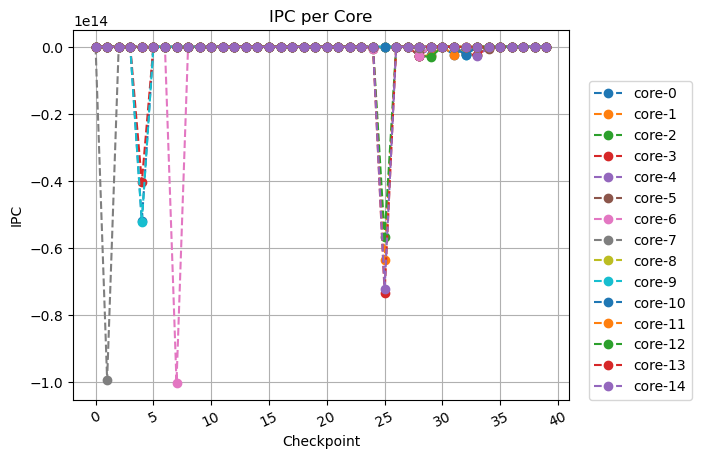 IPC per Core
1e14
0.0
−0.2
−0.4
−0.6
−0.8
−1.0
IPC
0
5
10
15
20
25
30
35
40
Checkpoint
core-0
core-1
core-2
core-3
core-4
core-5
core-6
core-7
core-8
core-9
core-10
core-11
core-12
core-13
core-14